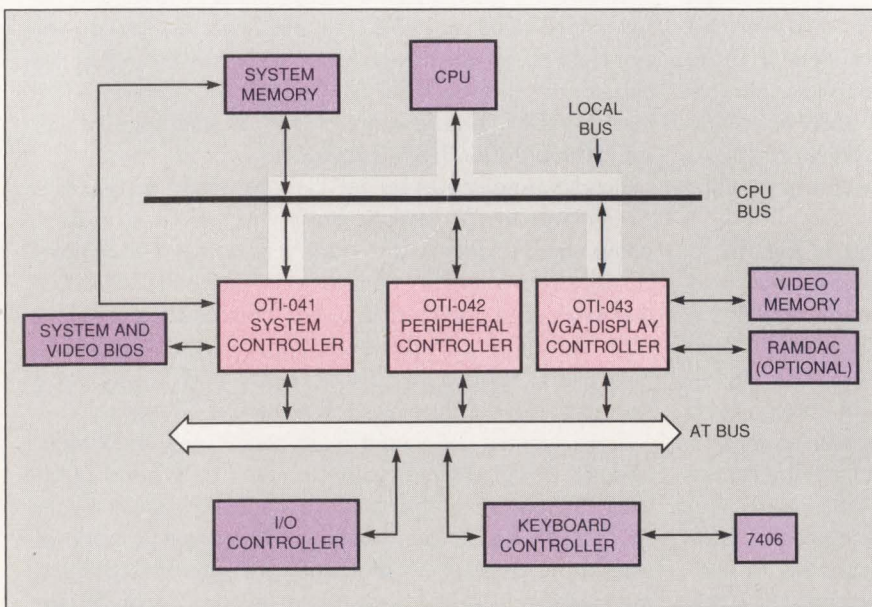 SYSTEM
MEMORY
CPU
LOCAL
BUS
CPU
BUS
OTI-041
SYSTEM
CONTROLLER
OTI-042
PERIPHERAL
CONTROLLER
OTI-043
VGA-DISPLAY
CONTROLLER
VIDEO
MEMORY
SYSTEM AND
VIDEO BIOS
RAMDAC
(OPTIONAL)
AT BUS
I/O
CONTROLLER
KEYBOARD
CONTROLLER
7406